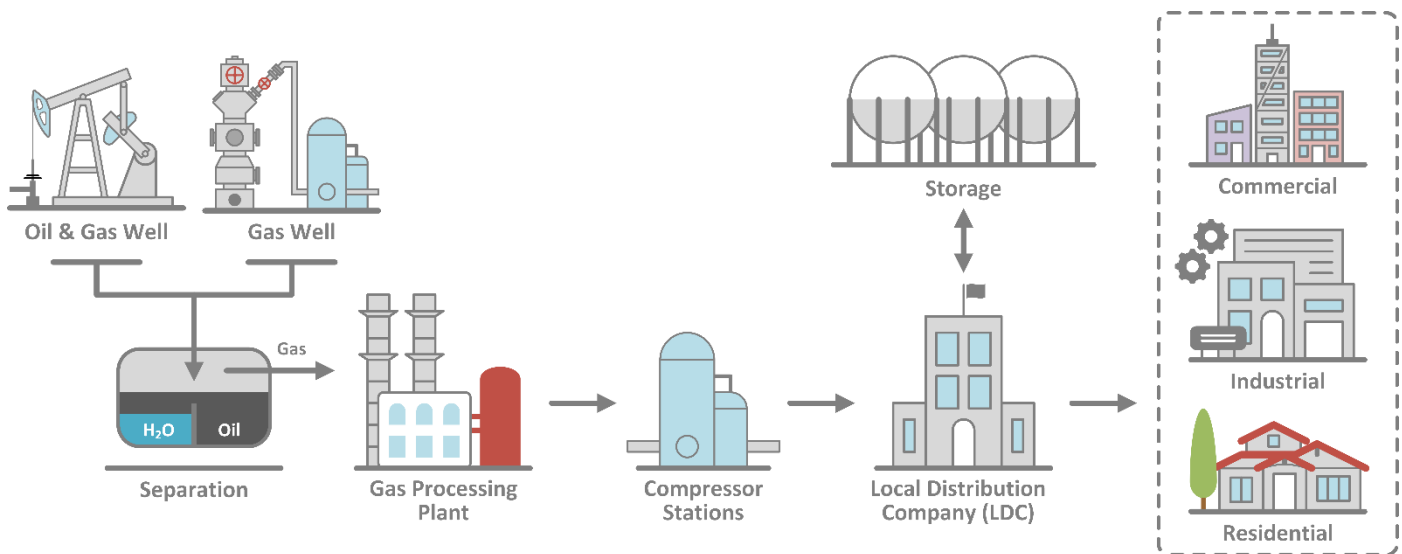 Oil & Gas Well
Gas Well
Gas
H₂O
Oil
Separation
Gas Processing
Plant
Compressor
Stations
Storage
Local Distribution
Company (LDC)
Commercial
Industrial
Residential